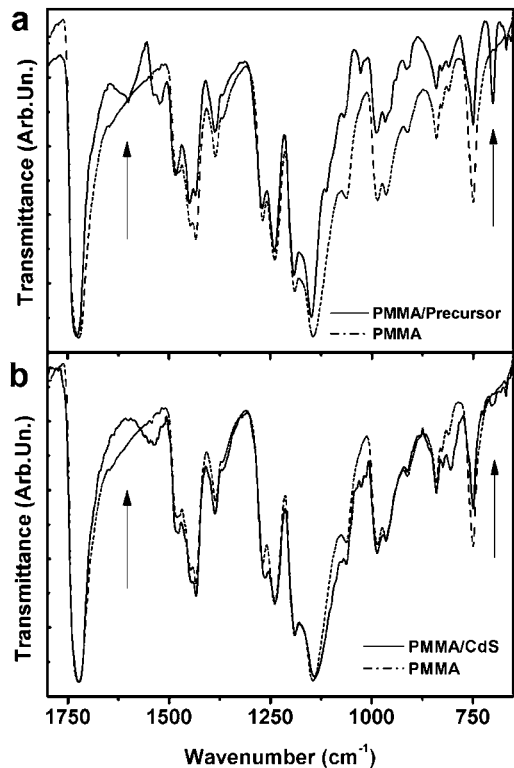 a
Transmittance (Arb.Un.)
PMMA/Precursor
PMMA
b
Transmittance (Arb.Un.)
PMMA/CdS
PMMA
1750 1500 1250 1000 750
Wavenumber (cm⁻¹)